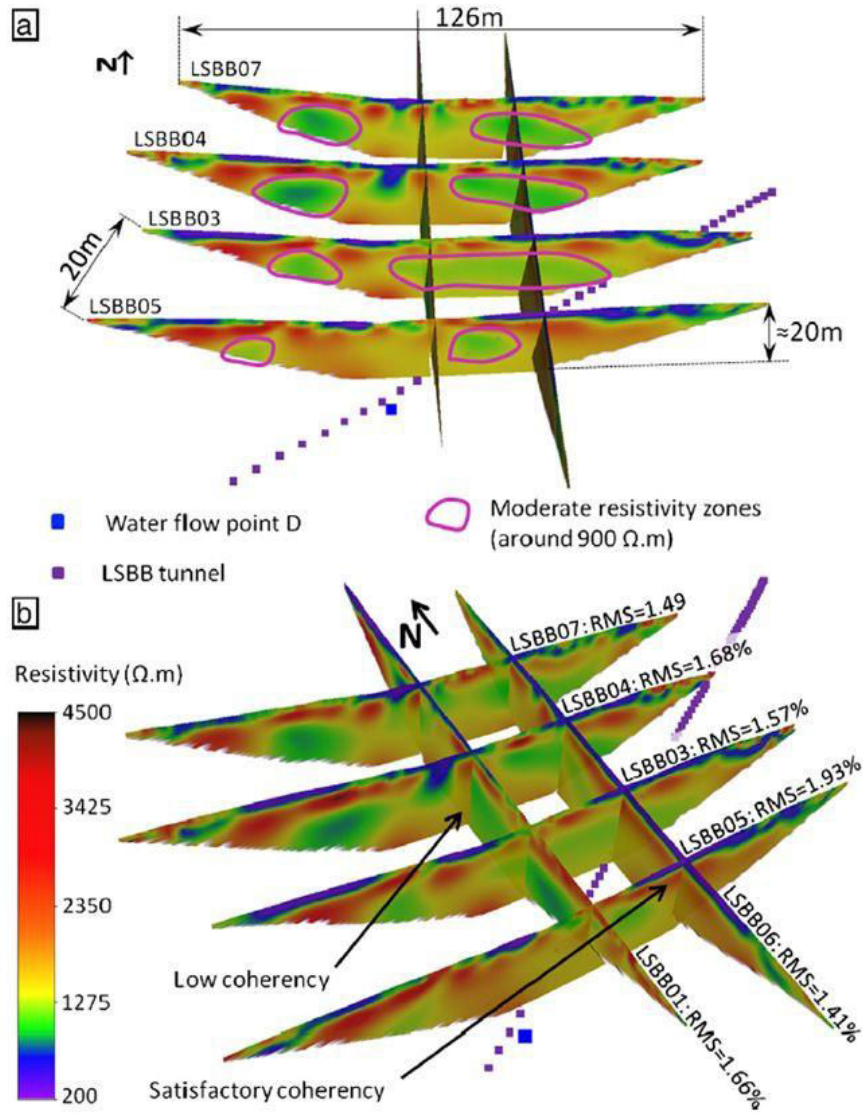 a
126m
N
LSBB07
LSBB04
LSBB03
20m
LSBB05
≈20m
Water flow point D
Moderate resistivity zones
(around 900 Ω.m)
LSBB tunnel
b
N
LSBB07: RMS=1.49
LSBB04: RMS=1.68%
LSBB03: RMS=1.57%
LSBB05: RMS=1.93%
LSBB06: RMS=1.41%
LSBB01: RMS=1.66%
Resistivity (Ω.m)
4500
3425
2350
1275
200
Low coherency
Satisfactory coherency